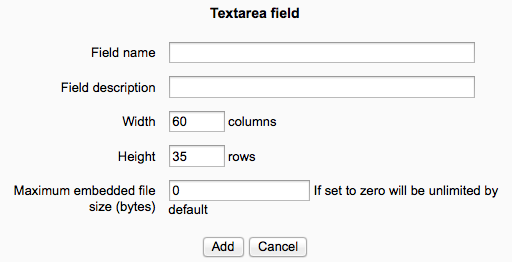 Textarea field
Field name
Field description
Width 60 columns
Height 35 rows
Maximum embedded file 0 If set to zero will be unlimited by
size (bytes) default
Add Cancel